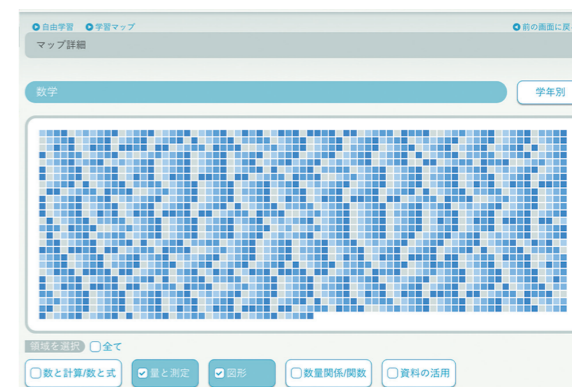 自由学習 学習マップ 前の画面に戻
マップ詳細
数学 学年別
領域を選択 全て
数と計算/数と式 量と測定 図形 数量関係/関数 資料の活用